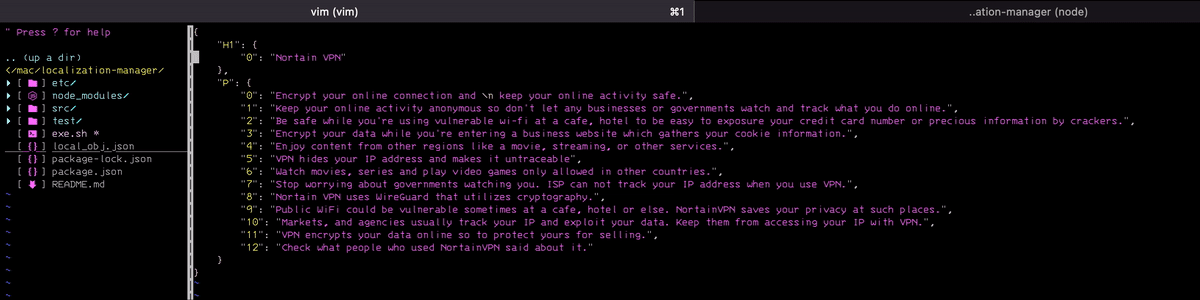 vim (vim)
⌘1
..ation-manager (node)
" Press ? for help
.. (up a dir)
</mac/localization-manager/
▸ [ ] etc/
▸ [ ] node_modules/
▸ [ ] src/
▸ [ ] test/
[ ] exe.sh *
[{}] local_obj.json
[{}] package-lock.json
[{}] package.json
[ ] README.md
{
"H1": {
"0": "Nortain VPN"
},
"P": {
"0": "Encrypt your online connection and \n keep your online activity safe.",
"1": "Keep your online activity anonymous so don't let any businesses or governments watch and track what you do online.",
"2": "Be safe while you're using vulnerable wi-fi at a cafe, hotel to be easy to exposure your credit card number or precious information by crackers.",
"3": "Encrypt your data while you're entering a business website which gathers your cookie information.",
"4": "Enjoy content from other regions like a movie, streaming, or other services.",
"5": "VPN hides your IP address and makes it untraceable",
"6": "Watch movies, series and play video games only allowed in other countries.",
"7": "Stop worrying about governments watching you. ISP can not track your IP address when you use VPN.",
"8": "Nortain VPN uses WireGuard that utilizes cryptography.",
"9": "Public WiFi could be vulnerable sometimes at a cafe, hotel or else. NortainVPN saves your privacy at such places.",
"10": "Markets, and agencies usually track your IP and exploit your data. Keep them from accessing your IP with VPN.",
"11": "VPN encrypts your data online so to protect yours for selling.",
"12": "Check what people who used NortainVPN said about it."
}
}